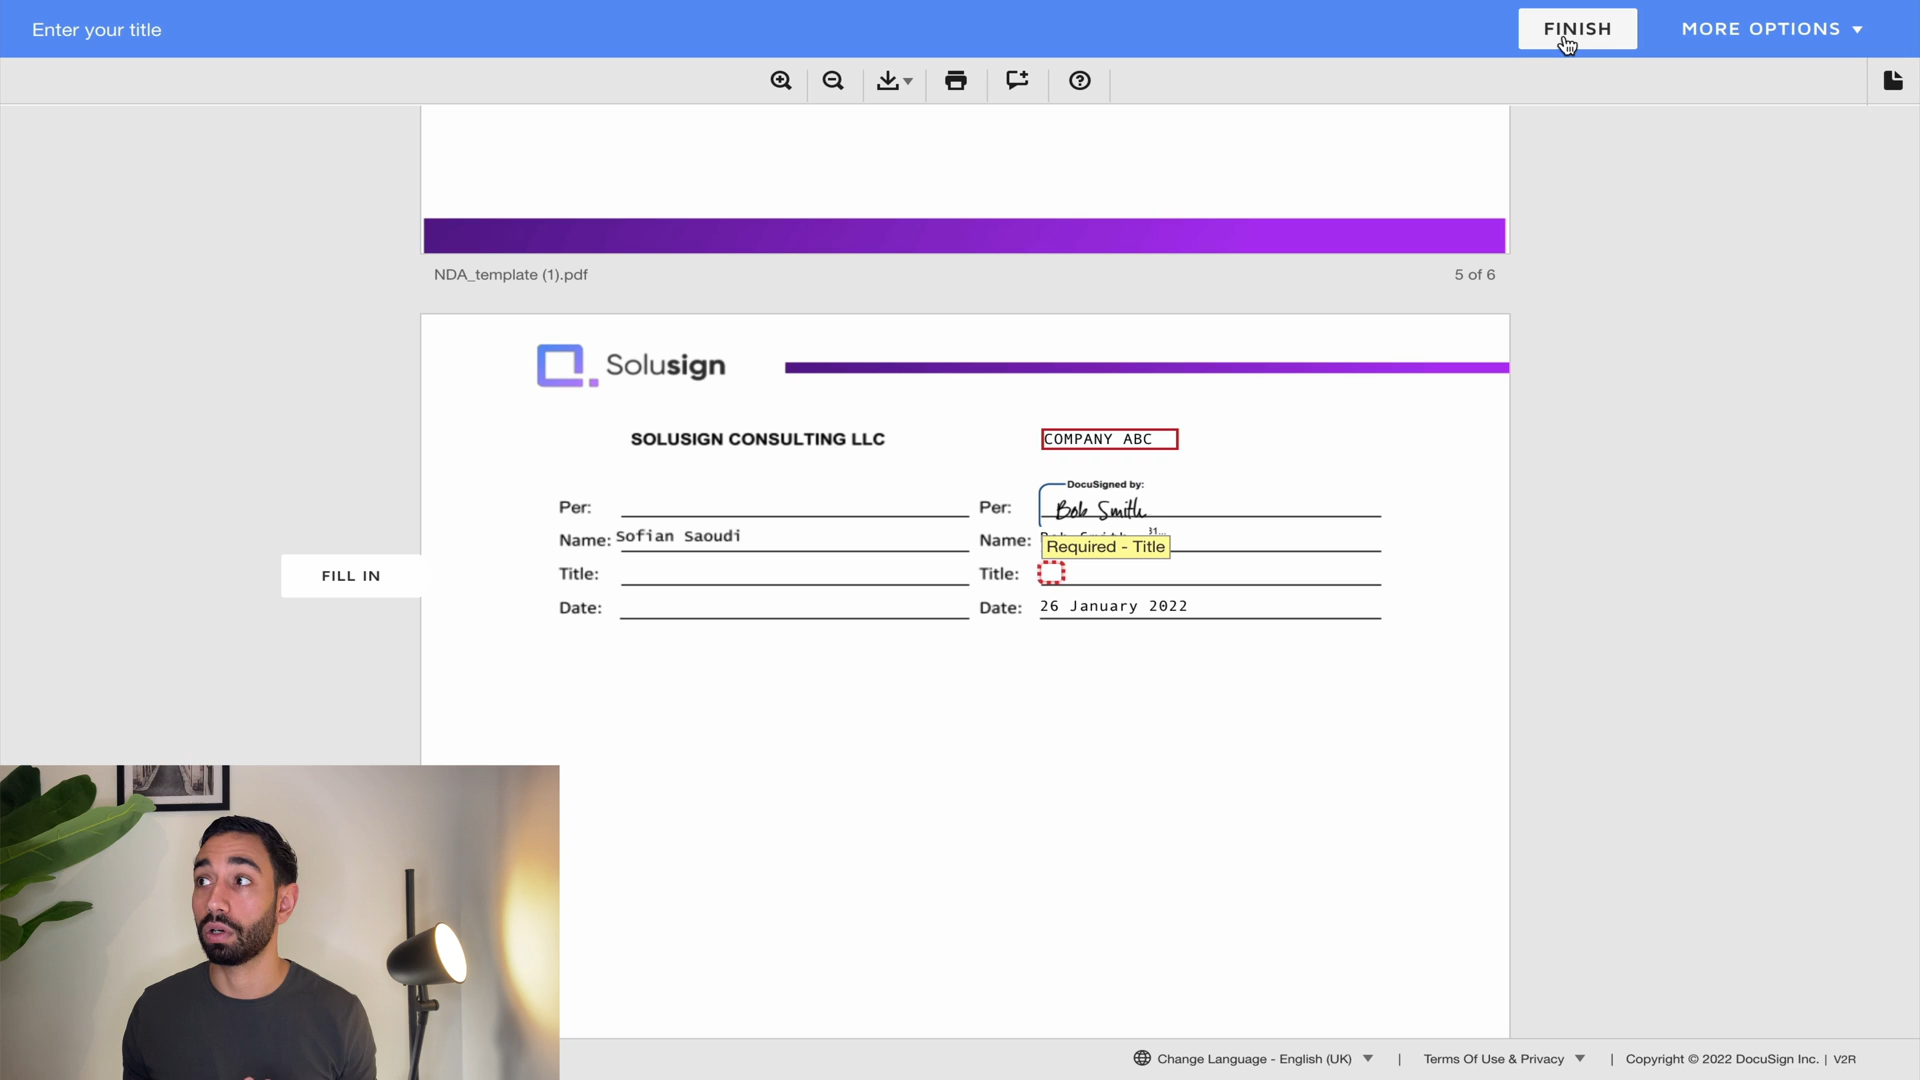 Enter your title
FINISH
MORE OPTIONS
NDA_template (1).pdf
5 of 6
Solusign
SOLUSIGN CONSULTING LLC
COMPANY ABC
DocuSigned by:
Per:
Per:
Bob Smith
Name: Sofian Saoudi
Name:
31...
Required - Title
FILL IN
Title:
Title:
Date:
Date: 26 January 2022
Change Language - English (UK) | Terms Of Use & Privacy | Copyright © 2022 DocuSign Inc. | V2R